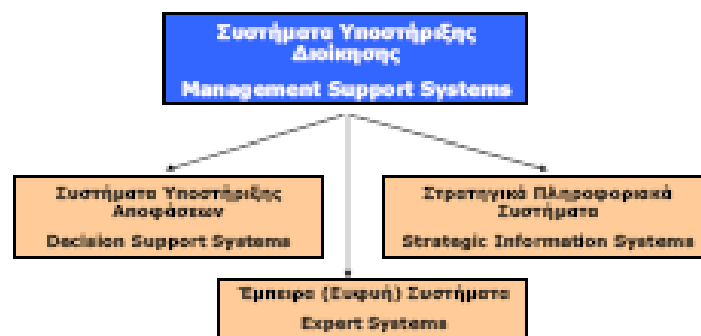 Συστήματα Υποστήριξης
Διοίκησης
Management Support Systems
Συστήματα Υποστήριξης
Αποφάσεων
Decision Support Systems
Στρατηγικά Πληροφοριακά
Συστήματα
Strategic Information Systems
Έμπειρα (Ευφυή) Συστήματα
Expert Systems